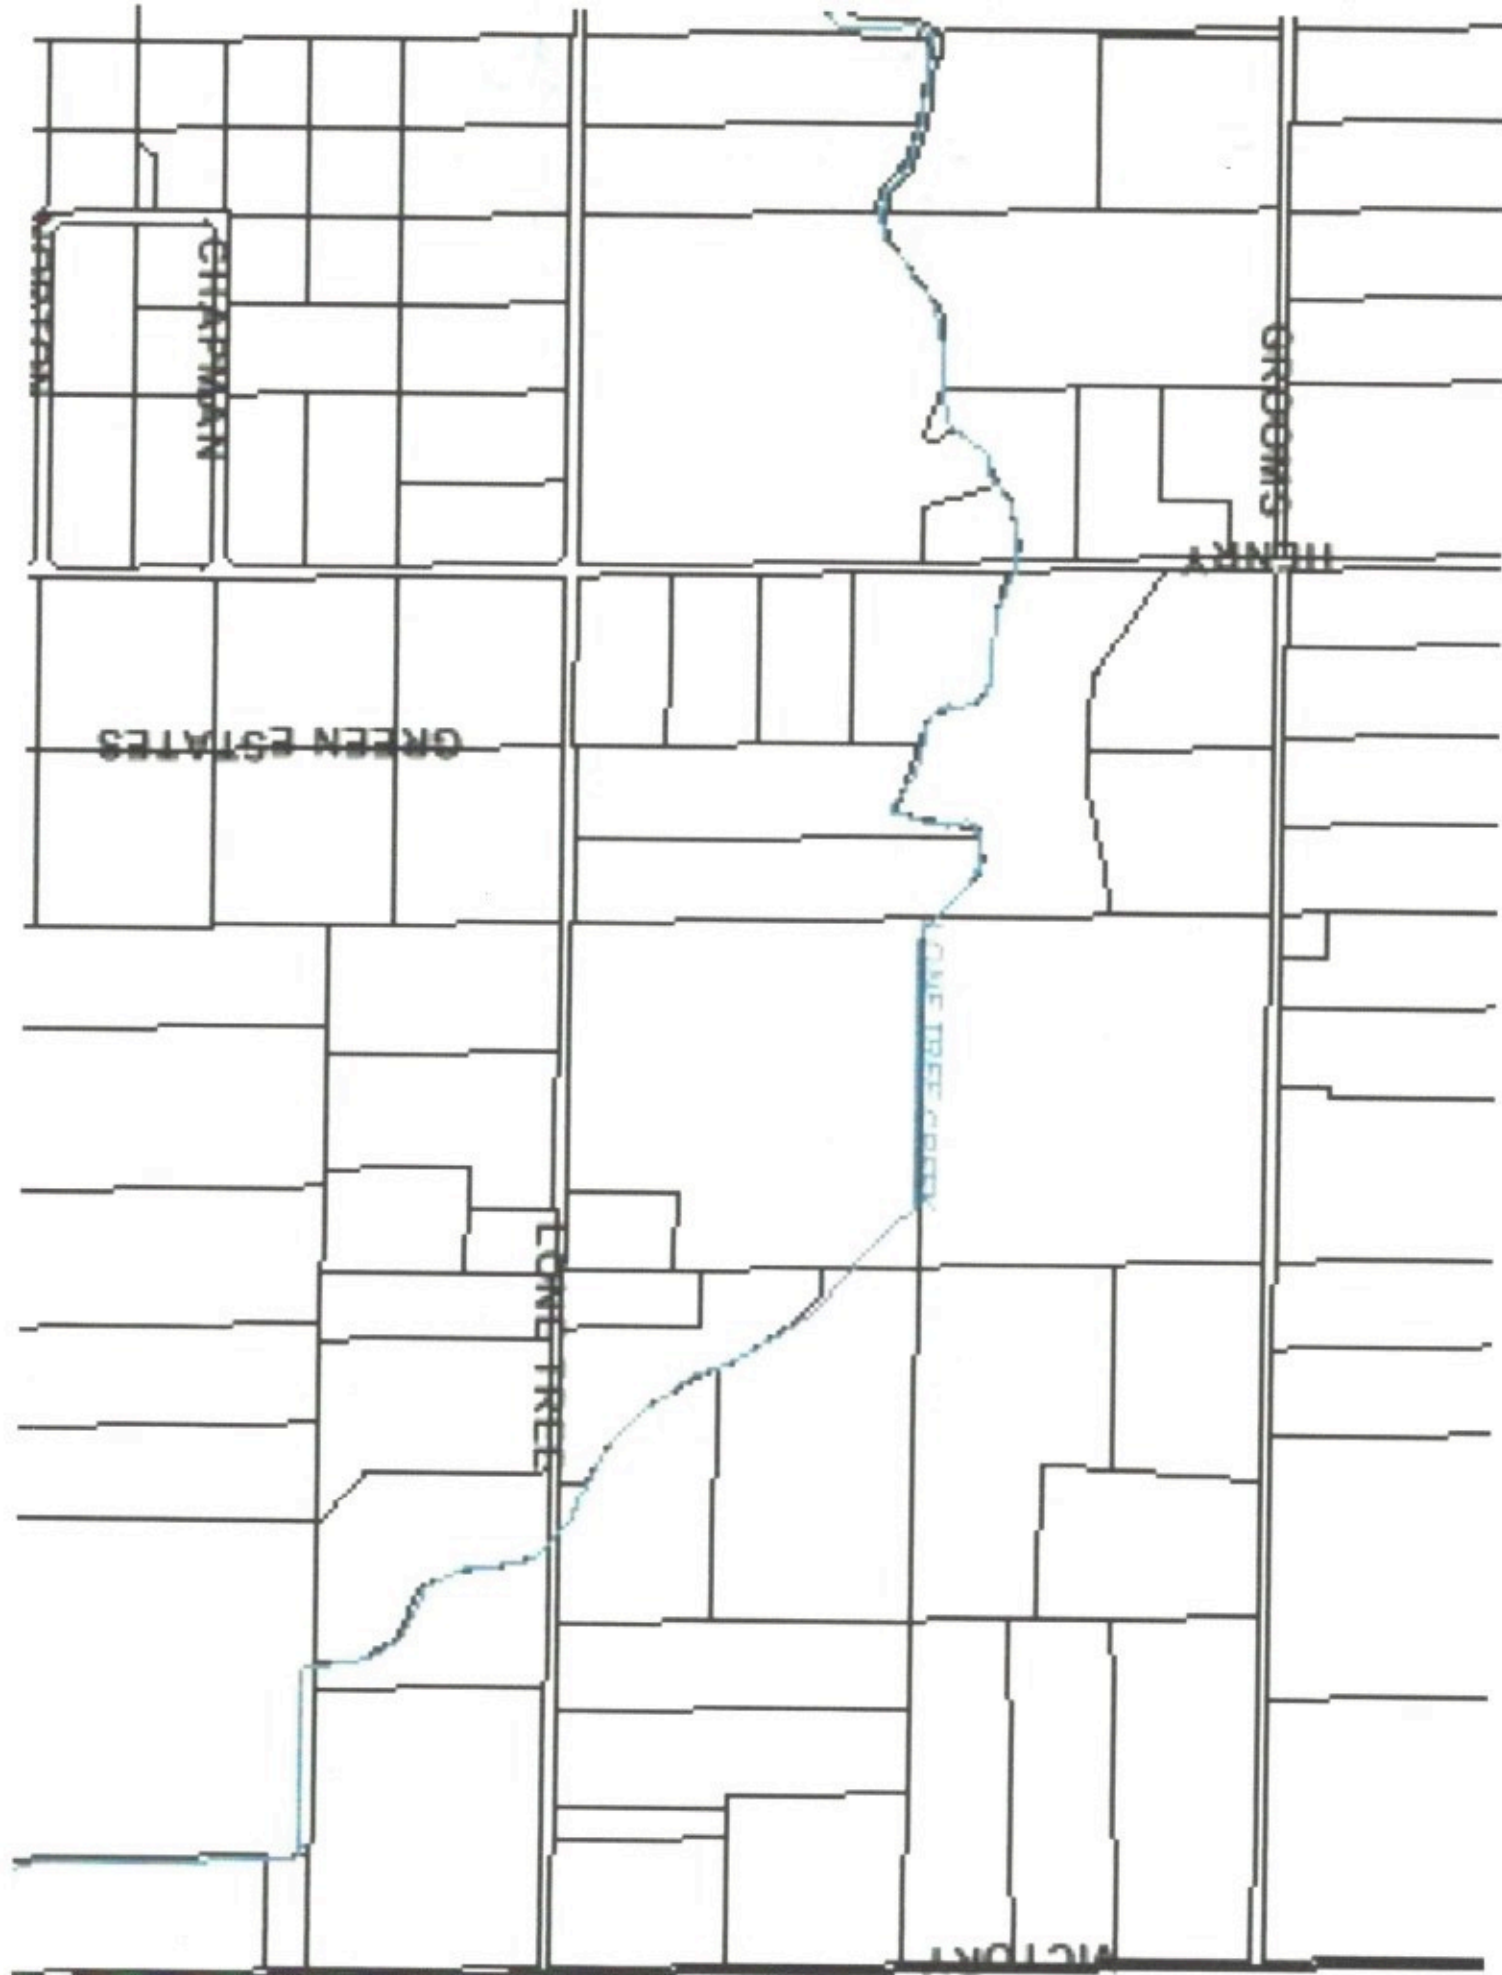 CHAPMAN
GROOMS
HENRY
GREEN ESTATES
LONE TREE CREEK
LONE TREE
VICTORY